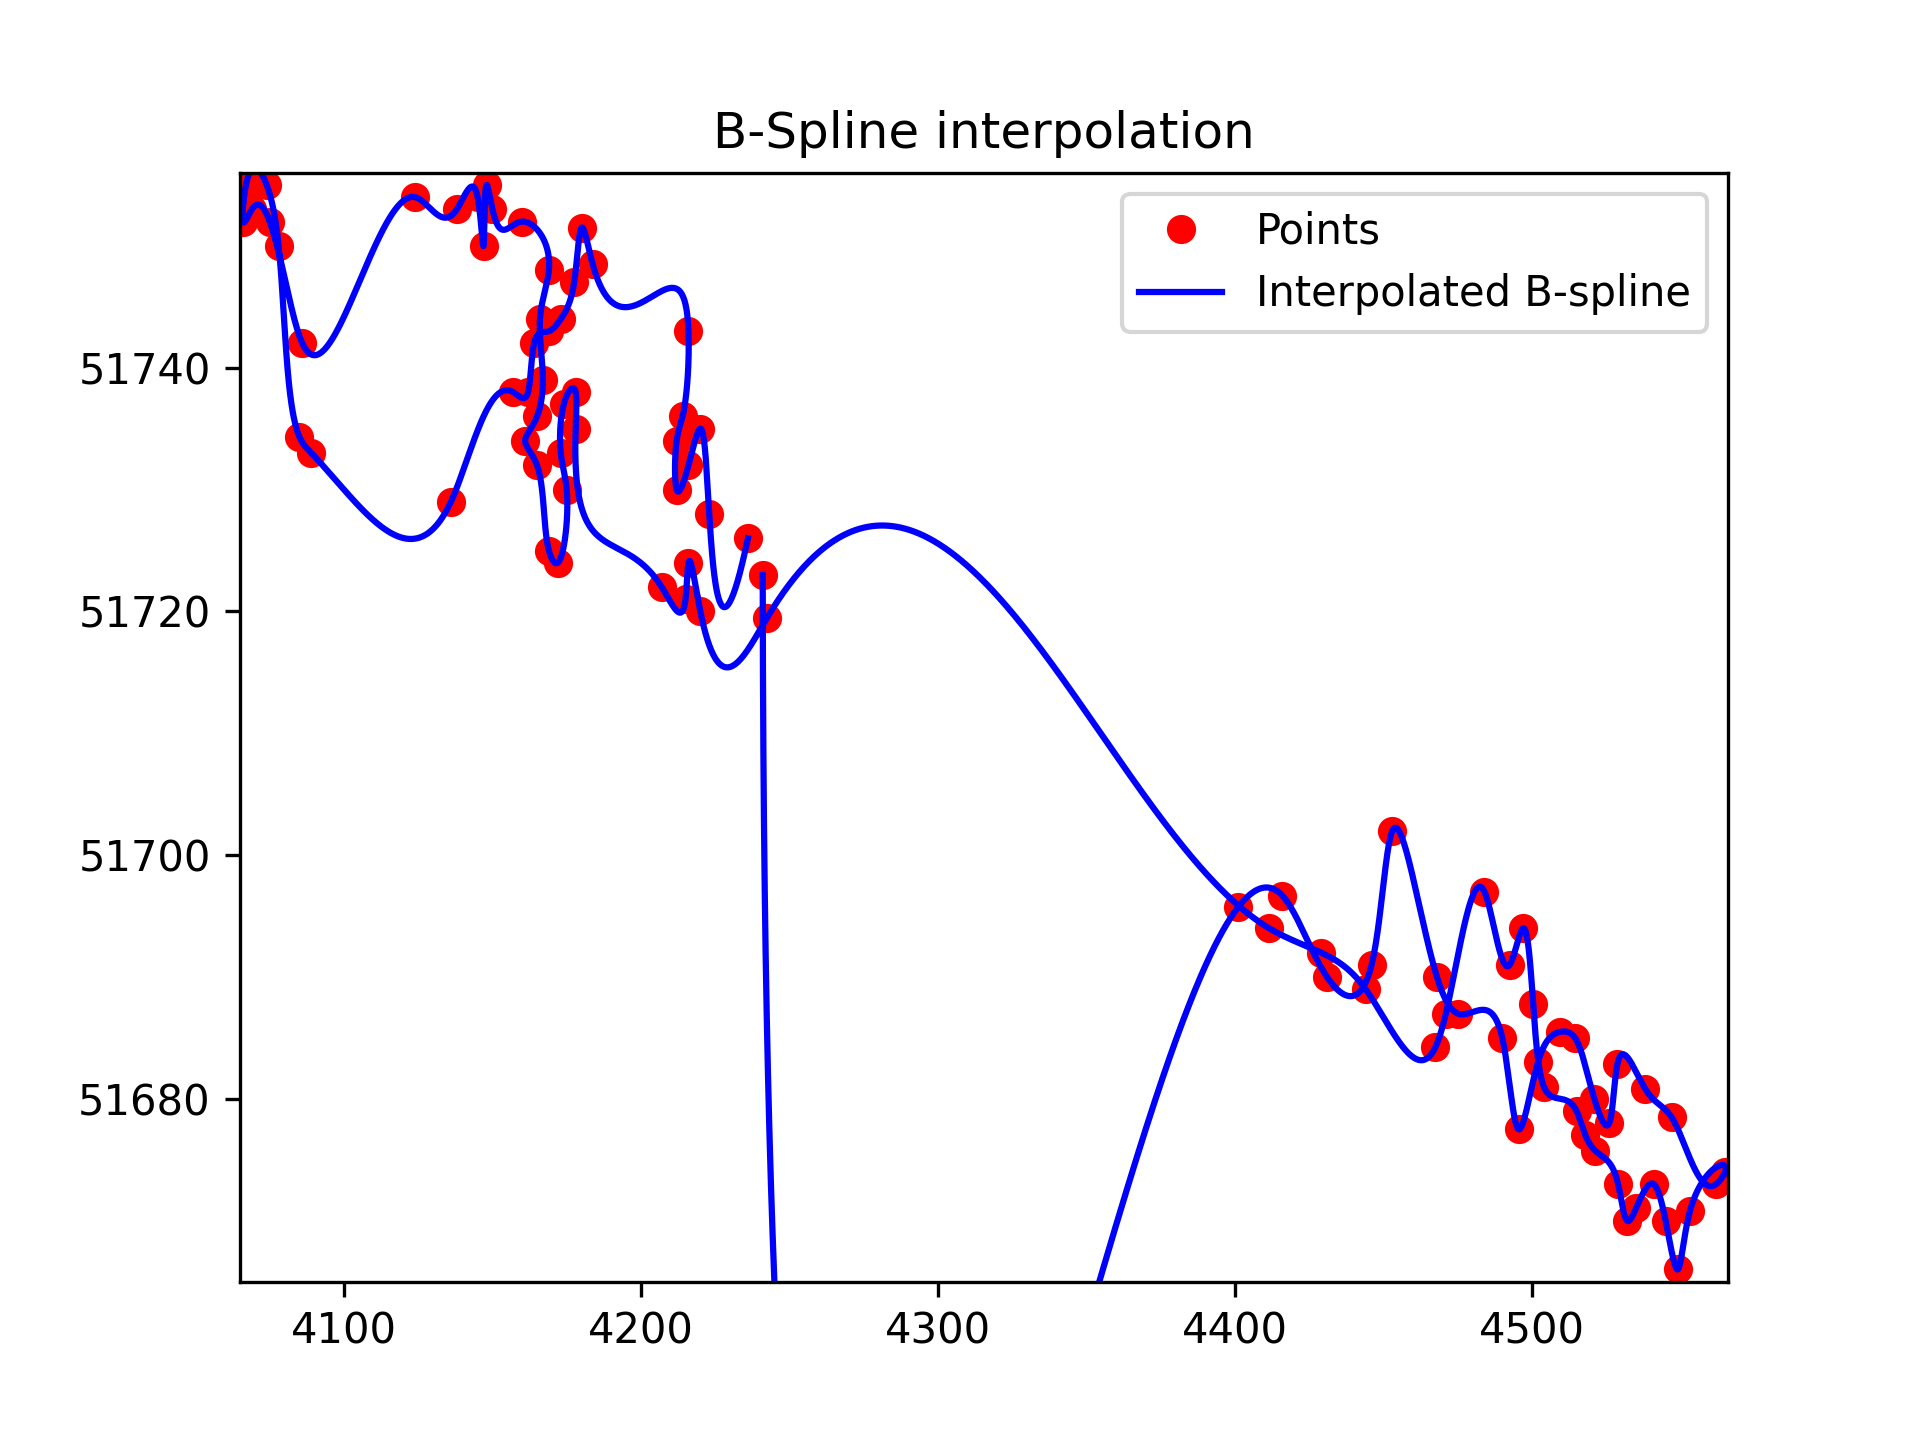 B-Spline interpolation
Points
Interpolated B-spline
51740
51720
51700
51680
4100 4200 4300 4400 4500